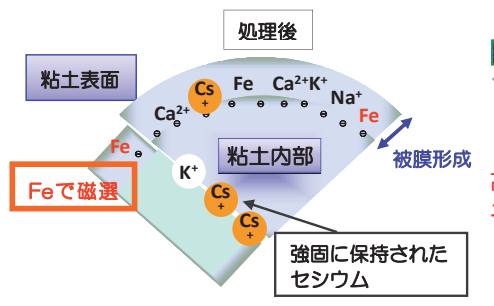 処理後
粘土表面
Cs
+
Fe
Ca²⁺K⁺
Na⁺
Ca²⁺
Fe
Fe
粘土内部
被膜形成
K⁺
Feで磁選
Cs
+
Cs
+
強固に保持された
セシウム